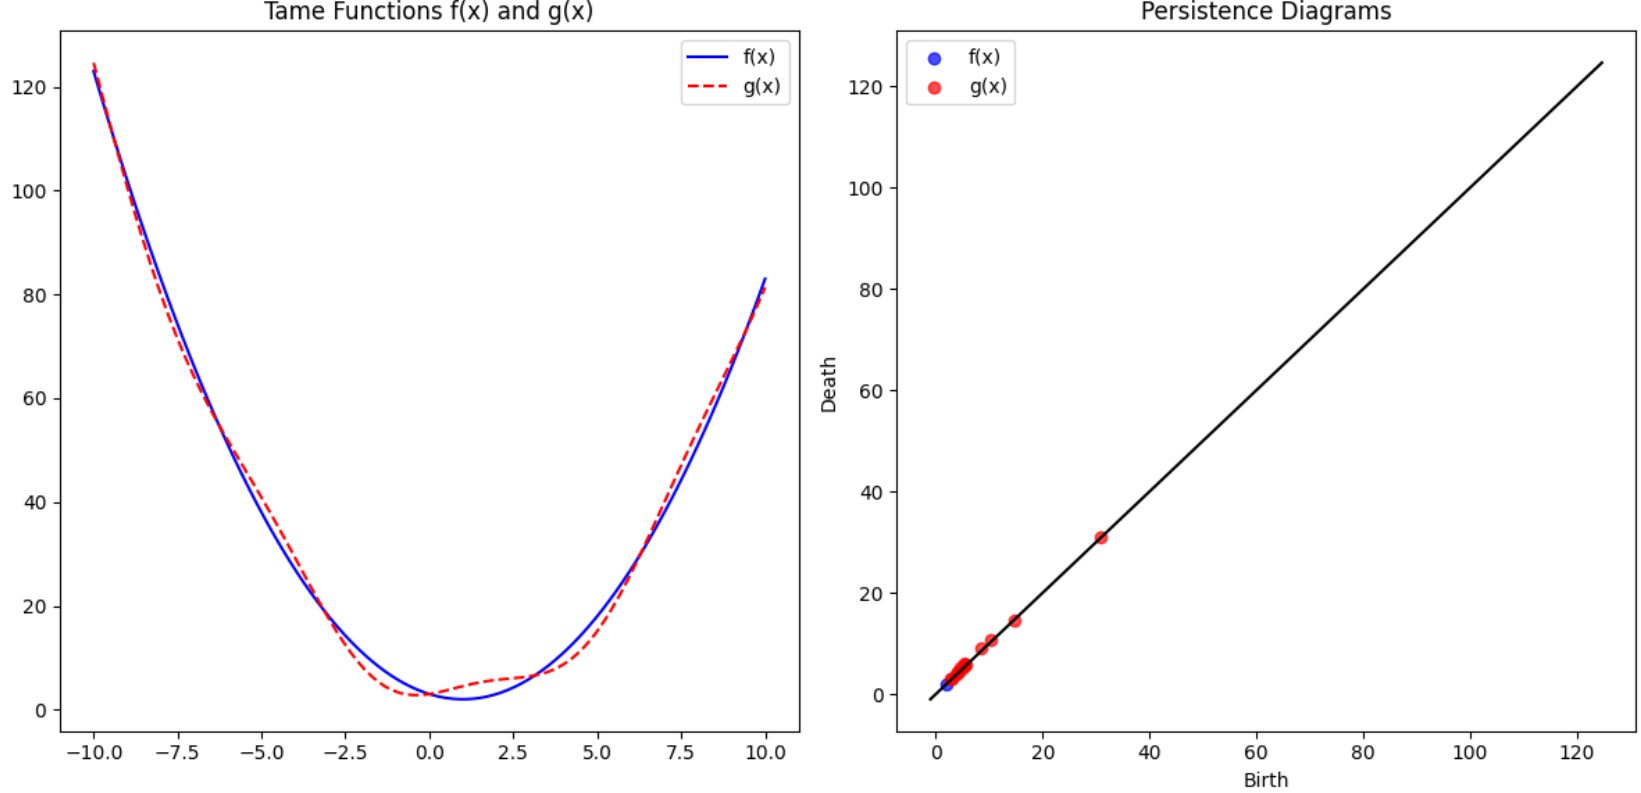 Tame Functions f(x) and g(x)
f(x)
g(x)
120
100
80
60
40
20
0
−10.0 −7.5 −5.0 −2.5 0.0 2.5 5.0 7.5 10.0
Persistence Diagrams
f(x)
g(x)
Death
120
100
80
60
40
20
0
0 20 40 60 80 100 120
Birth